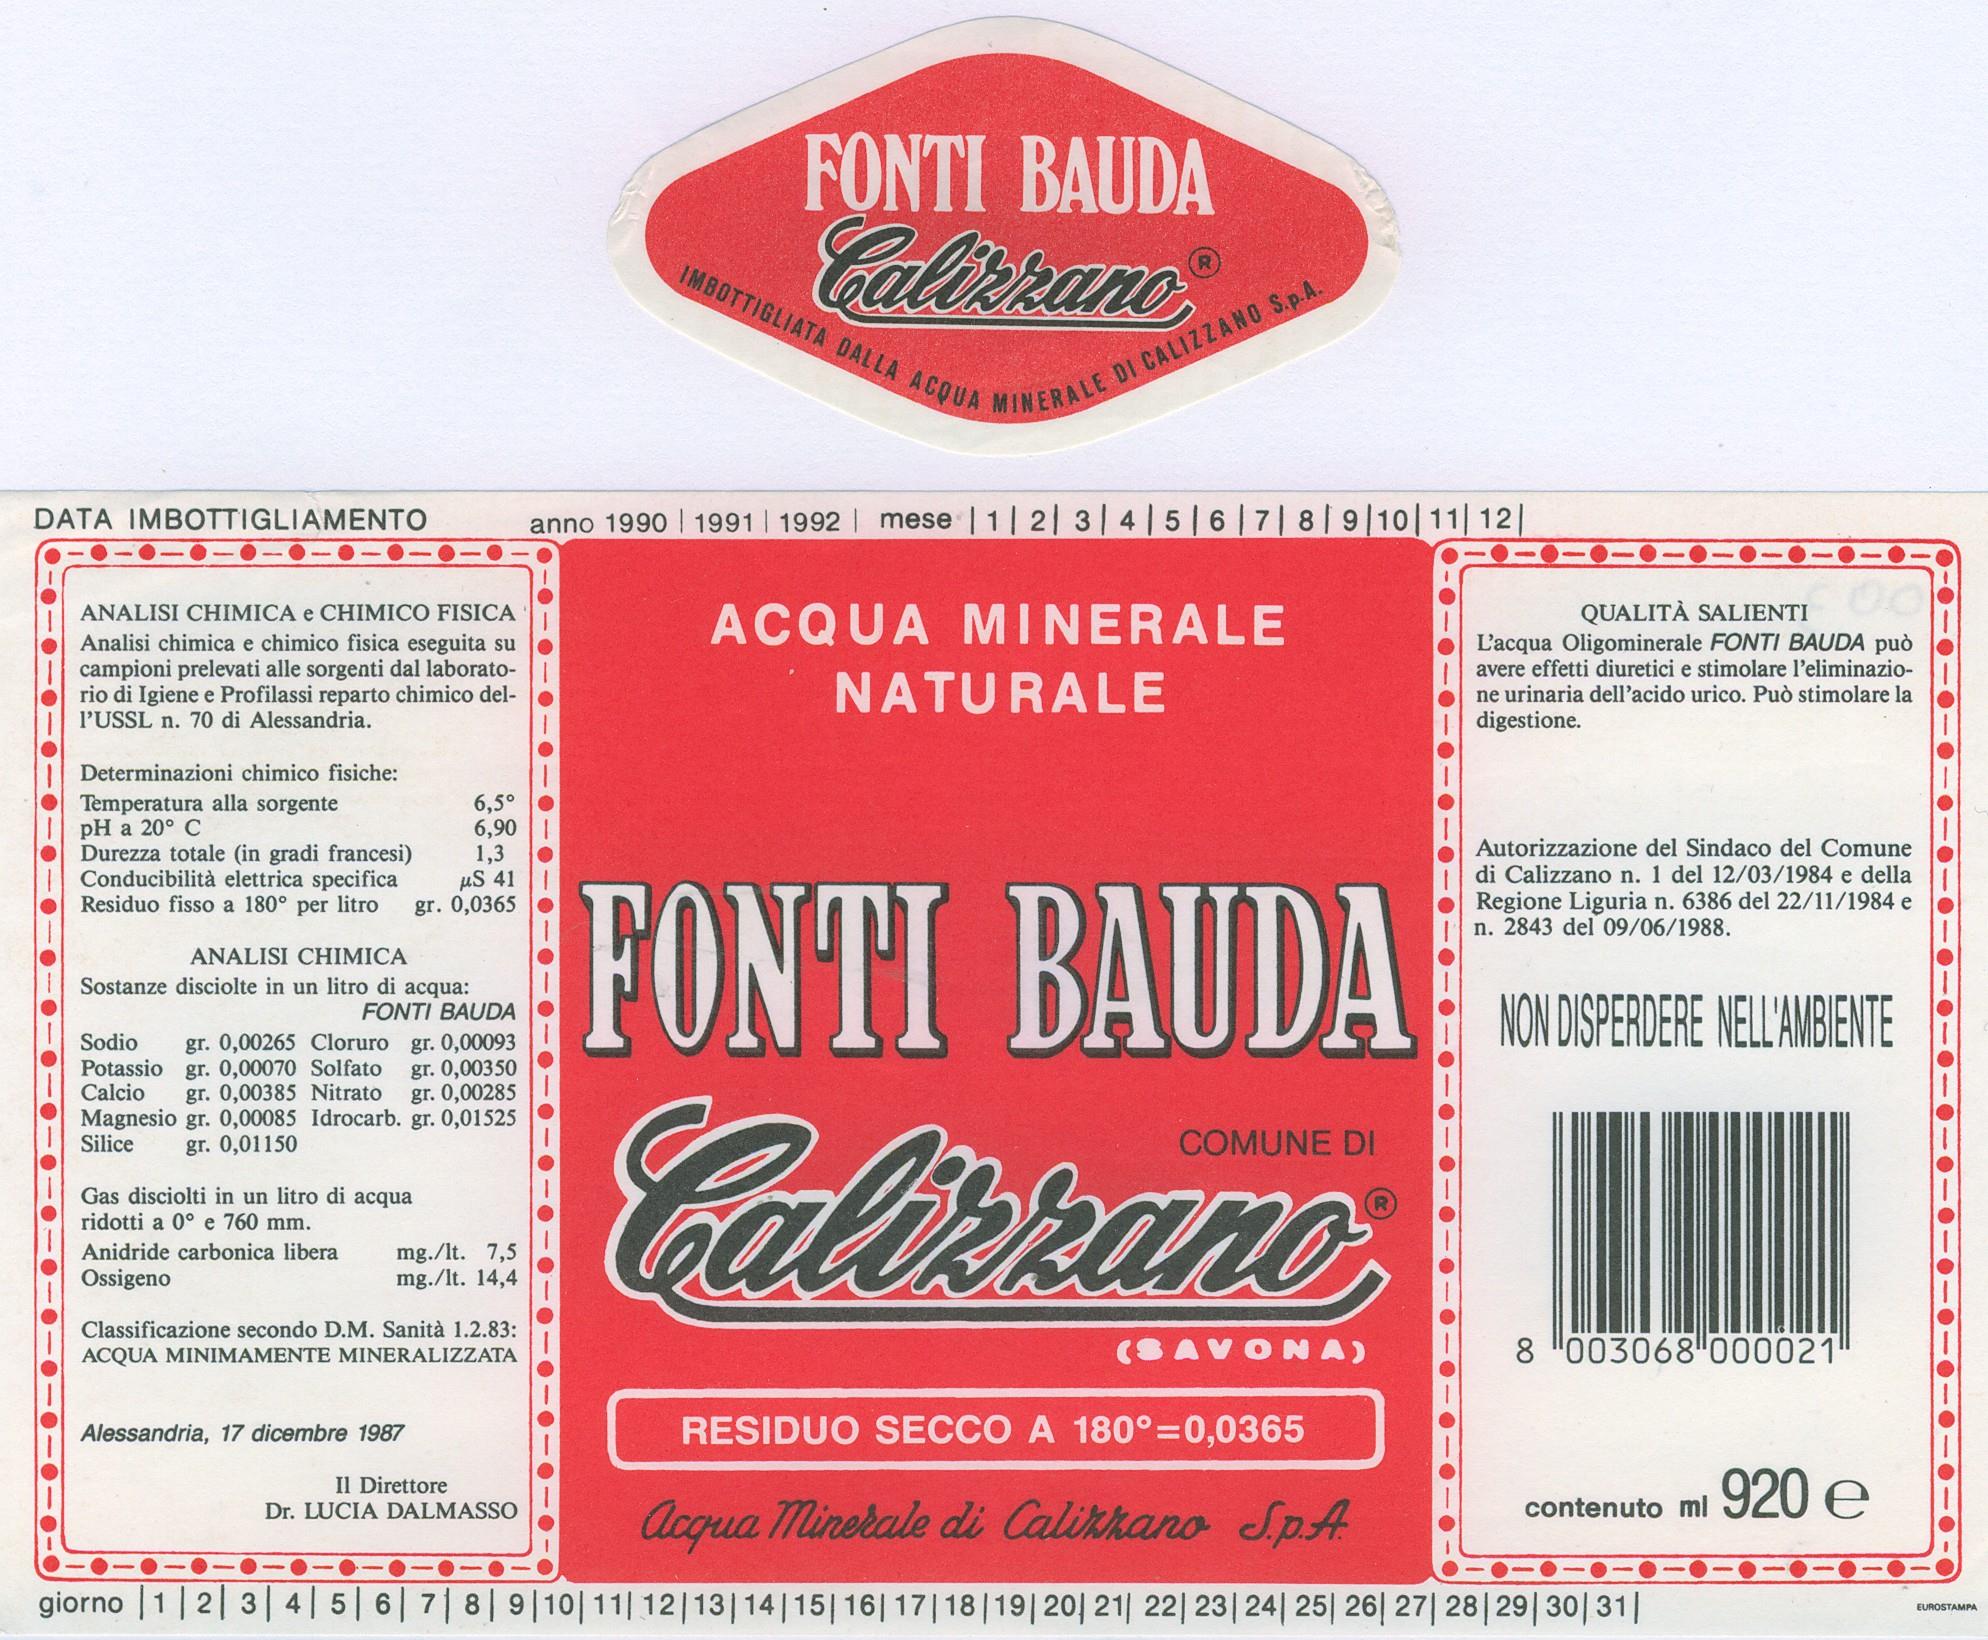 FONTI BAUDA
Calizzano ®
IMBOTTIGLIATA DALLA ACQUA MINERALE DI CALIZZANO S.p.A.
DATA IMBOTTIGLIAMENTO anno 1990 | 1991 | 1992 | mese | 1 | 2 | 3 | 4 | 5 | 6 | 7 | 8 | 9 | 10 | 11 | 12 |
ANALISI CHIMICA e CHIMICO FISICA
Analisi chimica e chimico fisica eseguita su
campioni prelevati alle sorgenti dal laborato-
rio di Igiene e Profilassi reparto chimico del-
l'USSL n. 70 di Alessandria.
Determinazioni chimico fisiche:
Temperatura alla sorgente 6,5°
pH a 20° C 6,90
Durezza totale (in gradi francesi) 1,3
Conducibilità elettrica specifica µS 41
Residuo fisso a 180° per litro gr. 0,0365
ANALISI CHIMICA
Sostanze disciolte in un litro di acqua:
FONTI BAUDA
Sodio gr. 0,00265 Cloruro gr. 0,00093
Potassio gr. 0,00070 Solfato gr. 0,00350
Calcio gr. 0,00385 Nitrato gr. 0,00285
Magnesio gr. 0,00085 Idrocarb. gr. 0,01525
Silice gr. 0,01150
Gas disciolti in un litro di acqua
ridotti a 0° e 760 mm.
Anidride carbonica libera mg./lt. 7,5
Ossigeno mg./lt. 14,4
Classificazione secondo D.M. Sanità 1.2.83:
ACQUA MINIMAMENTE MINERALIZZATA
Alessandria, 17 dicembre 1987
Il Direttore
Dr. LUCIA DALMASSO
ACQUA MINERALE
NATURALE
FONTI BAUDA
COMUNE DI
Calizzano ®
(SAVONA)
RESIDUO SECCO A 180°=0,0365
Acqua Minerale di Calizzano S.p.A.
QUALITÀ SALIENTI
L'acqua Oligominerale FONTI BAUDA può
avere effetti diuretici e stimolare l'eliminazio-
ne urinaria dell'acido urico. Può stimolare la
digestione.
Autorizzazione del Sindaco del Comune
di Calizzano n. 1 del 12/03/1984 e della
Regione Liguria n. 6386 del 22/11/1984 e
n. 2843 del 09/06/1988.
NON DISPERDERE NELL'AMBIENTE
8 003068 000021
contenuto ml 920 ℮
giorno | 1 | 2 | 3 | 4 | 5 | 6 | 7 | 8 | 9 | 10 | 11 | 12 | 13 | 14 | 15 | 16 | 17 | 18 | 19 | 20 | 21 | 22 | 23 | 24 | 25 | 26 | 27 | 28 | 29 | 30 | 31 |
EUROSTAMPA